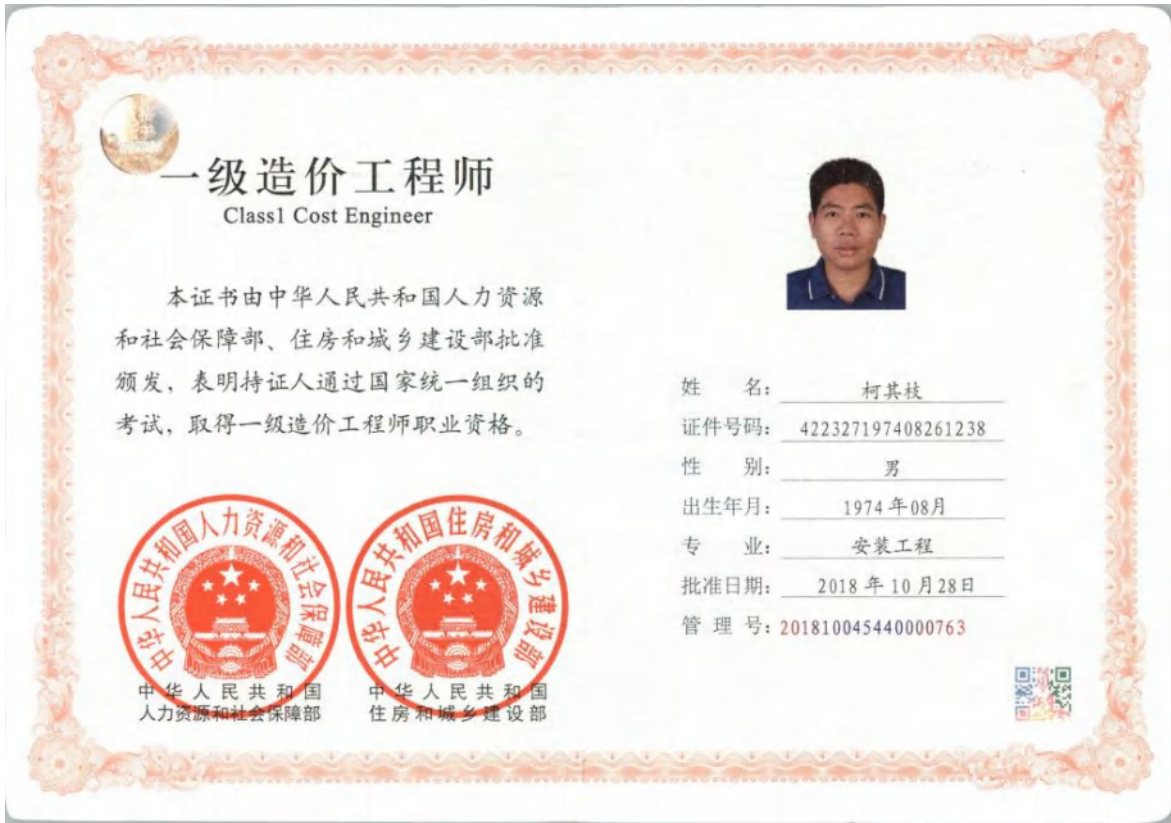 一级造价工程师
Class1 Cost Engineer
本证书由中华人民共和国人力资源
和社会保障部、住房和城乡建设部批准
颁发，表明持证人通过国家统一组织的
考试，取得一级造价工程师职业资格。
中华人民共和国人力资源和社会保障部
中华人民共和国住房和城乡建设部
中华人民共和国
人力资源和社会保障部
中华人民共和国
住房和城乡建设部
姓 名：柯其枝
证件号码：422327197408261238
性 别：男
出生年月：1974年08月
专 业：安装工程
批准日期：2018年10月28日
管 理 号：201810045440000763